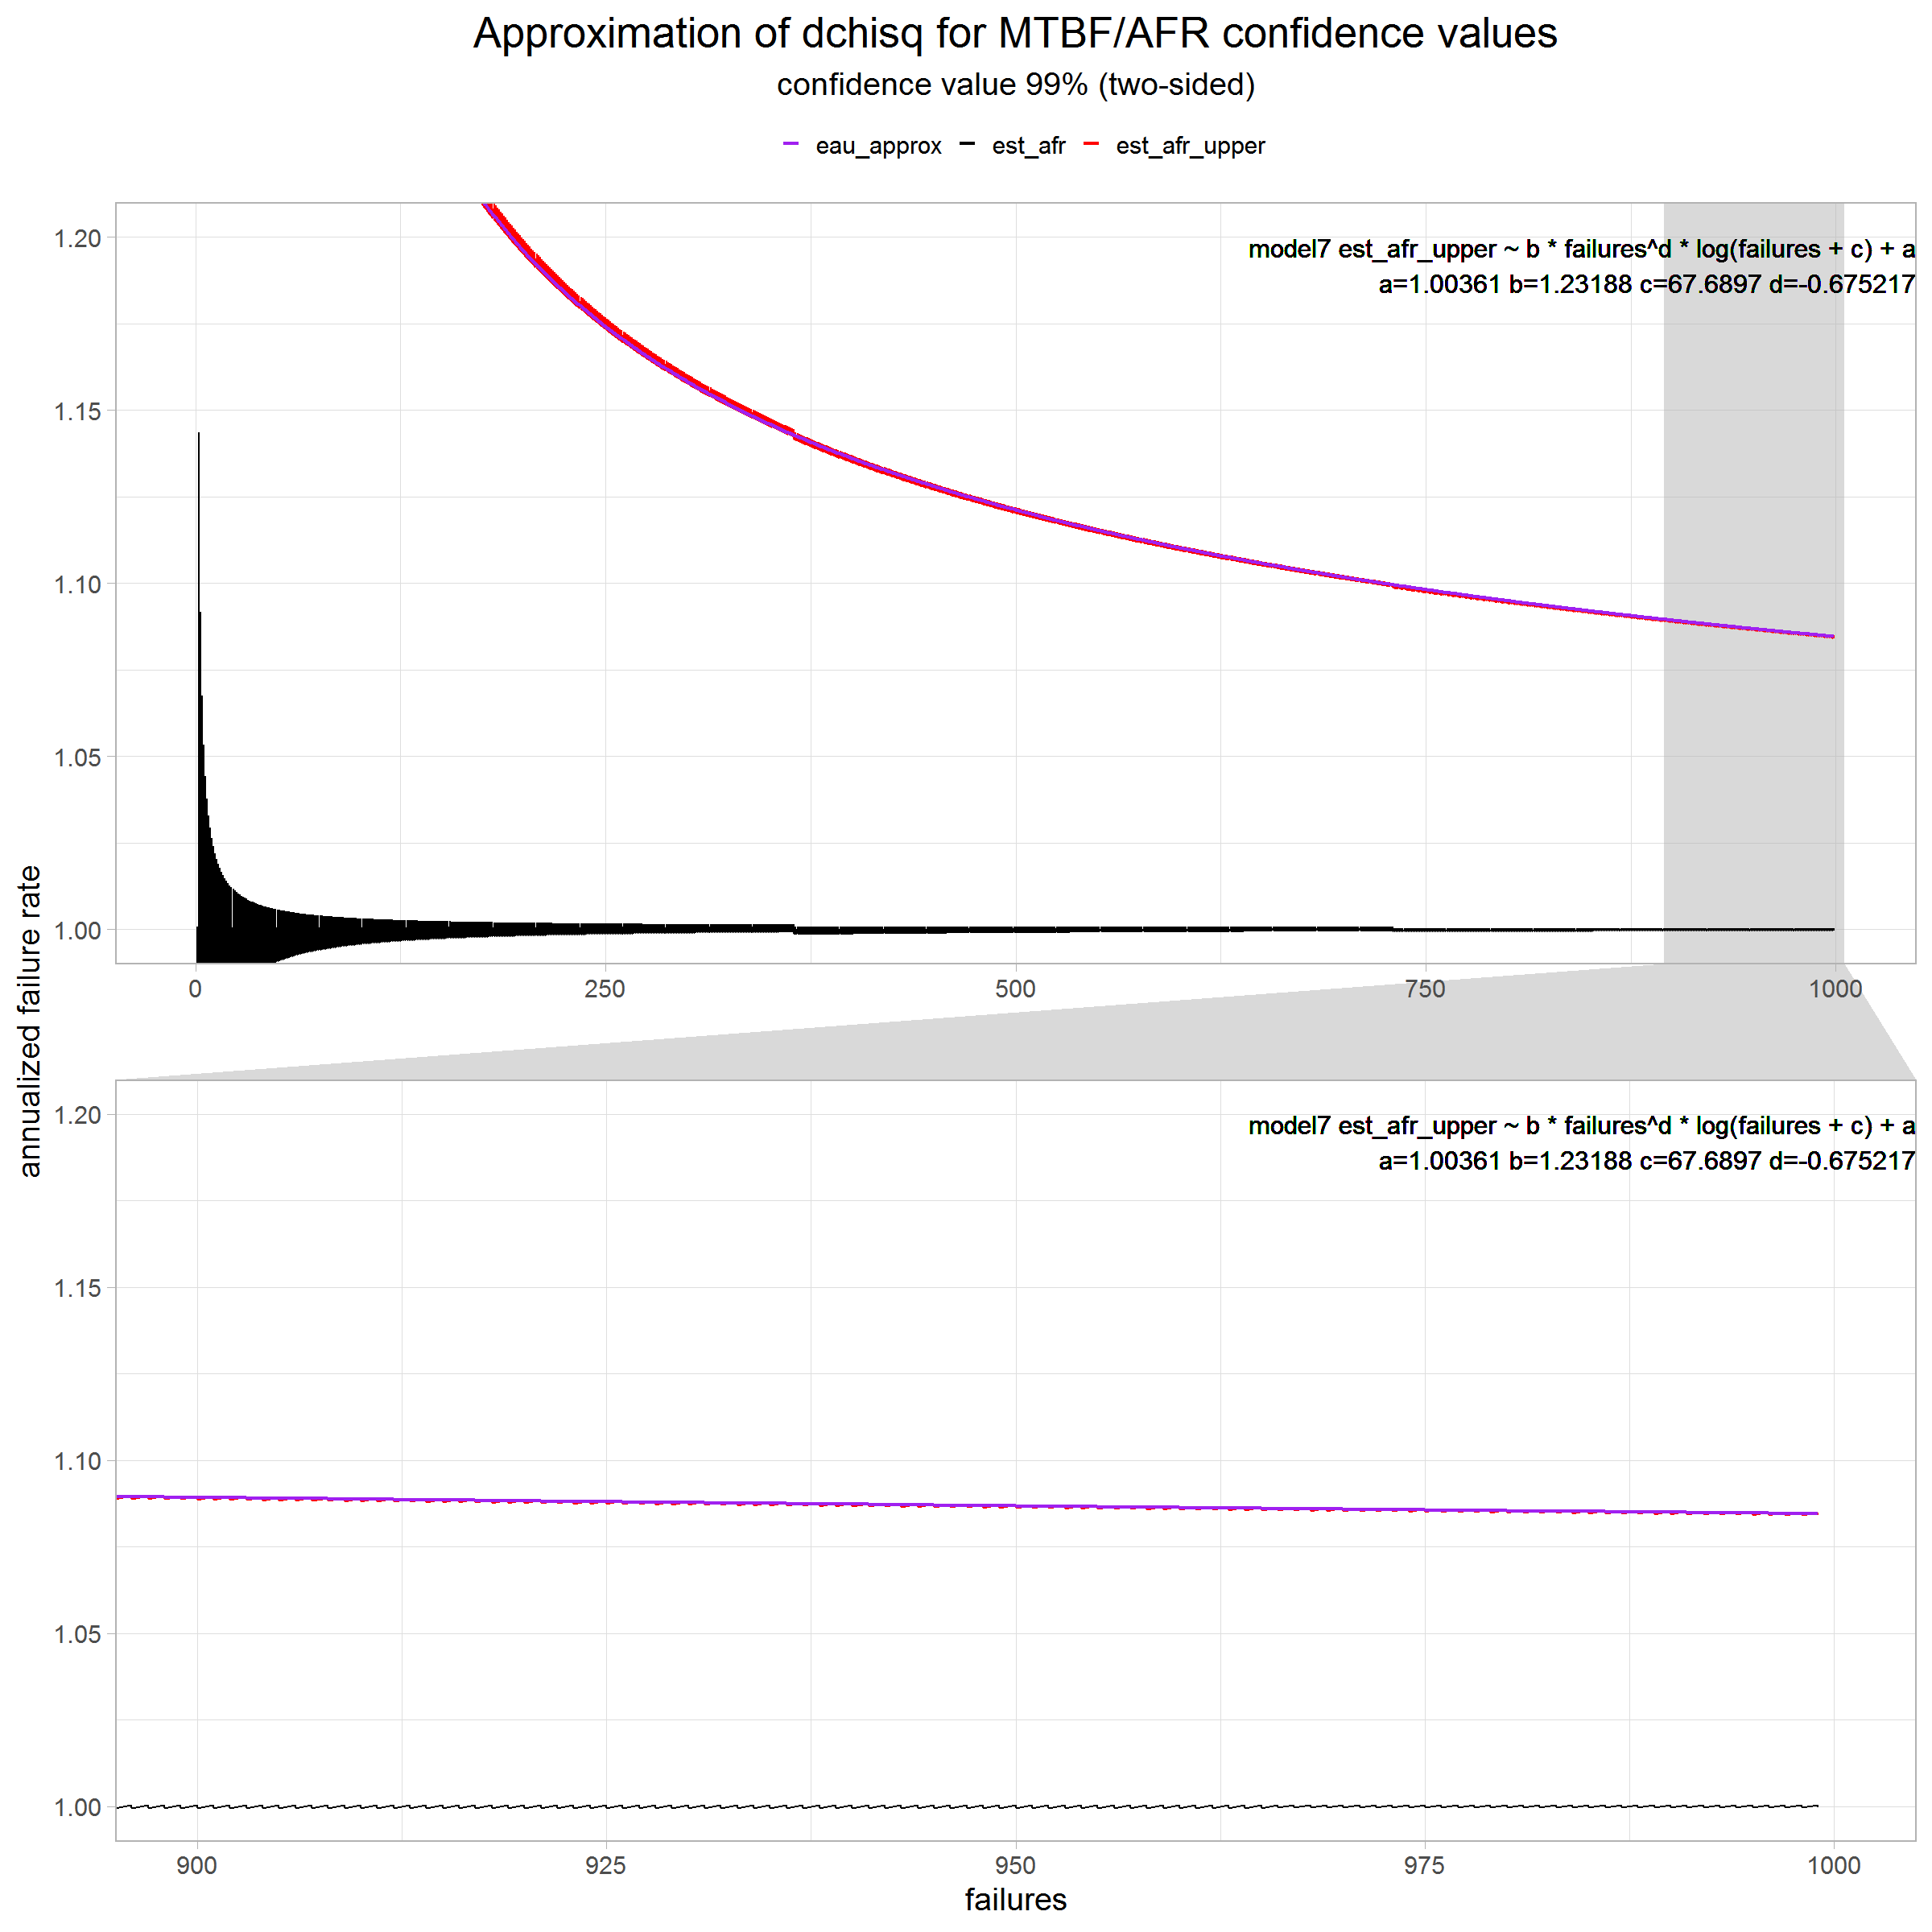 Approximation of dchisq for MTBF/AFR confidence values
confidence value 99% (two-sided)
eau_approx est_afr est_afr_upper
annualized failure rate
1.20
1.15
1.10
1.05
1.00
model7 est_afr_upper ~ b * failures^d * log(failures + c) + a
a=1.00361 b=1.23188 c=67.6897 d=-0.675217
0 250 500 750 1000
1.20
1.15
1.10
1.05
1.00
model7 est_afr_upper ~ b * failures^d * log(failures + c) + a
a=1.00361 b=1.23188 c=67.6897 d=-0.675217
900 925 950 975 1000
failures